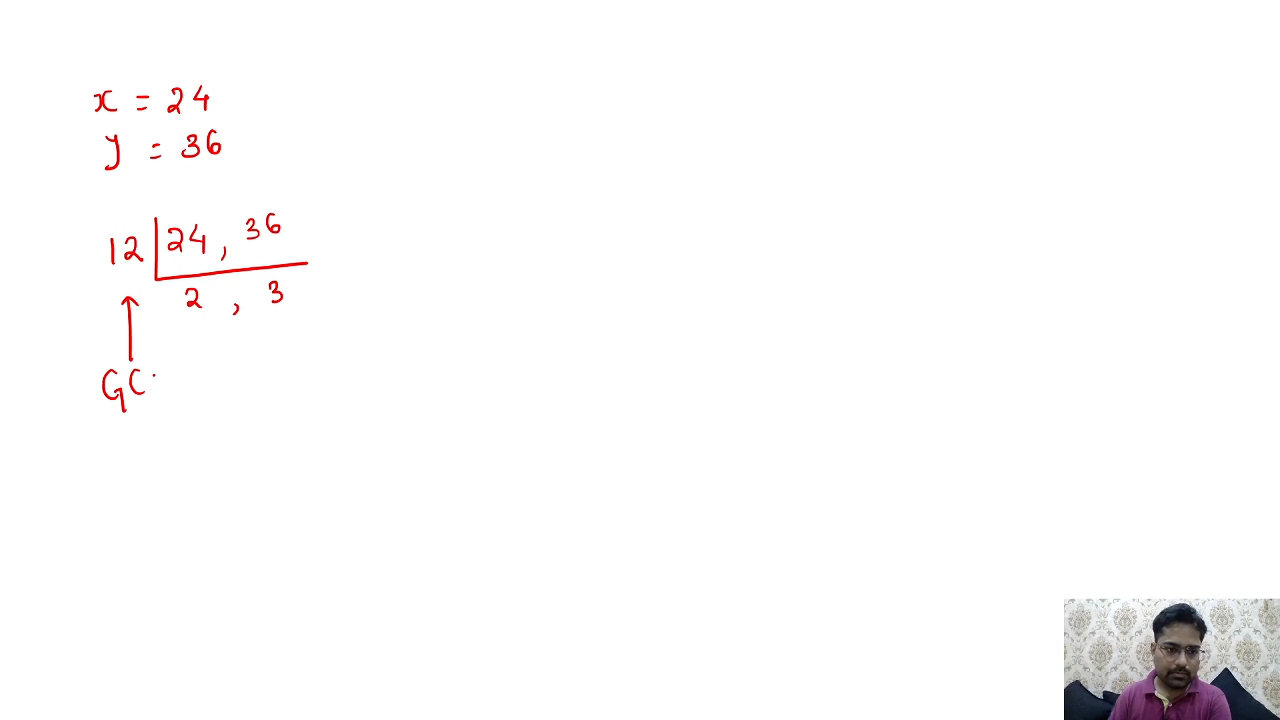 x = 24
y = 36
12 | 24 , 36
2 , 3
GC